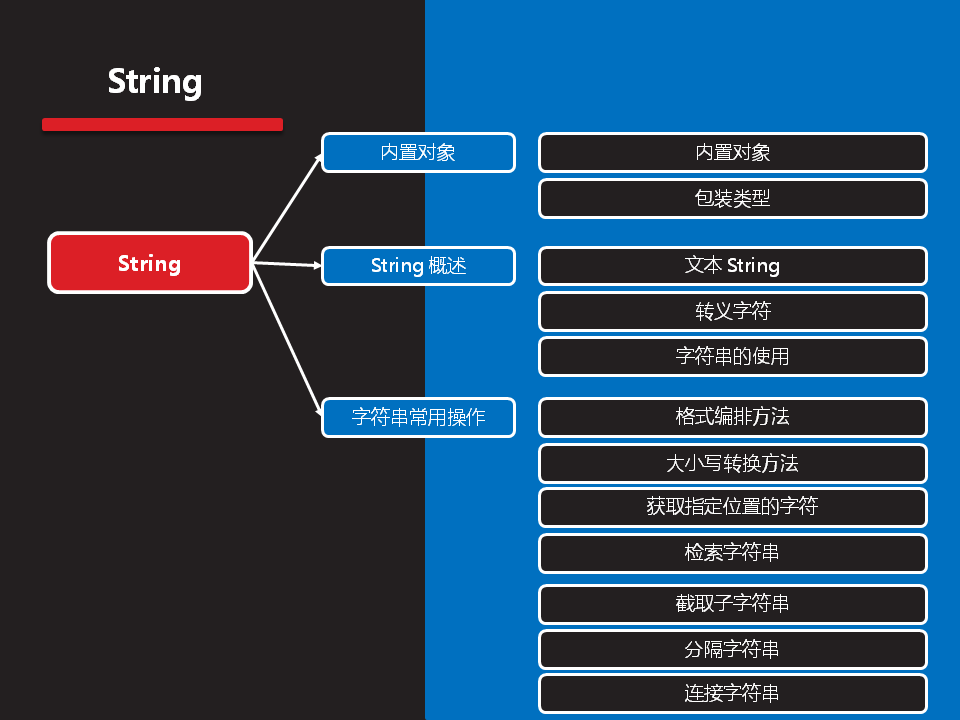 String
String
内置对象
内置对象
包装类型
String 概述
文本 String
转义字符
字符串的使用
字符串常用操作
格式编排方法
大小写转换方法
获取指定位置的字符
检索字符串
截取子字符串
分隔字符串
连接字符串